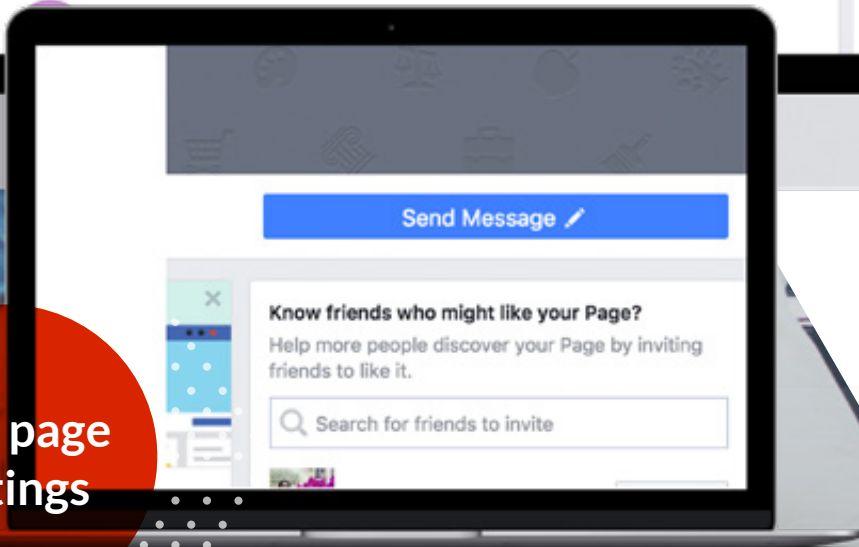 Send Message
Know friends who might like your Page?
Help more people discover your Page by inviting
friends to like it.
Search for friends to invite
page
tings